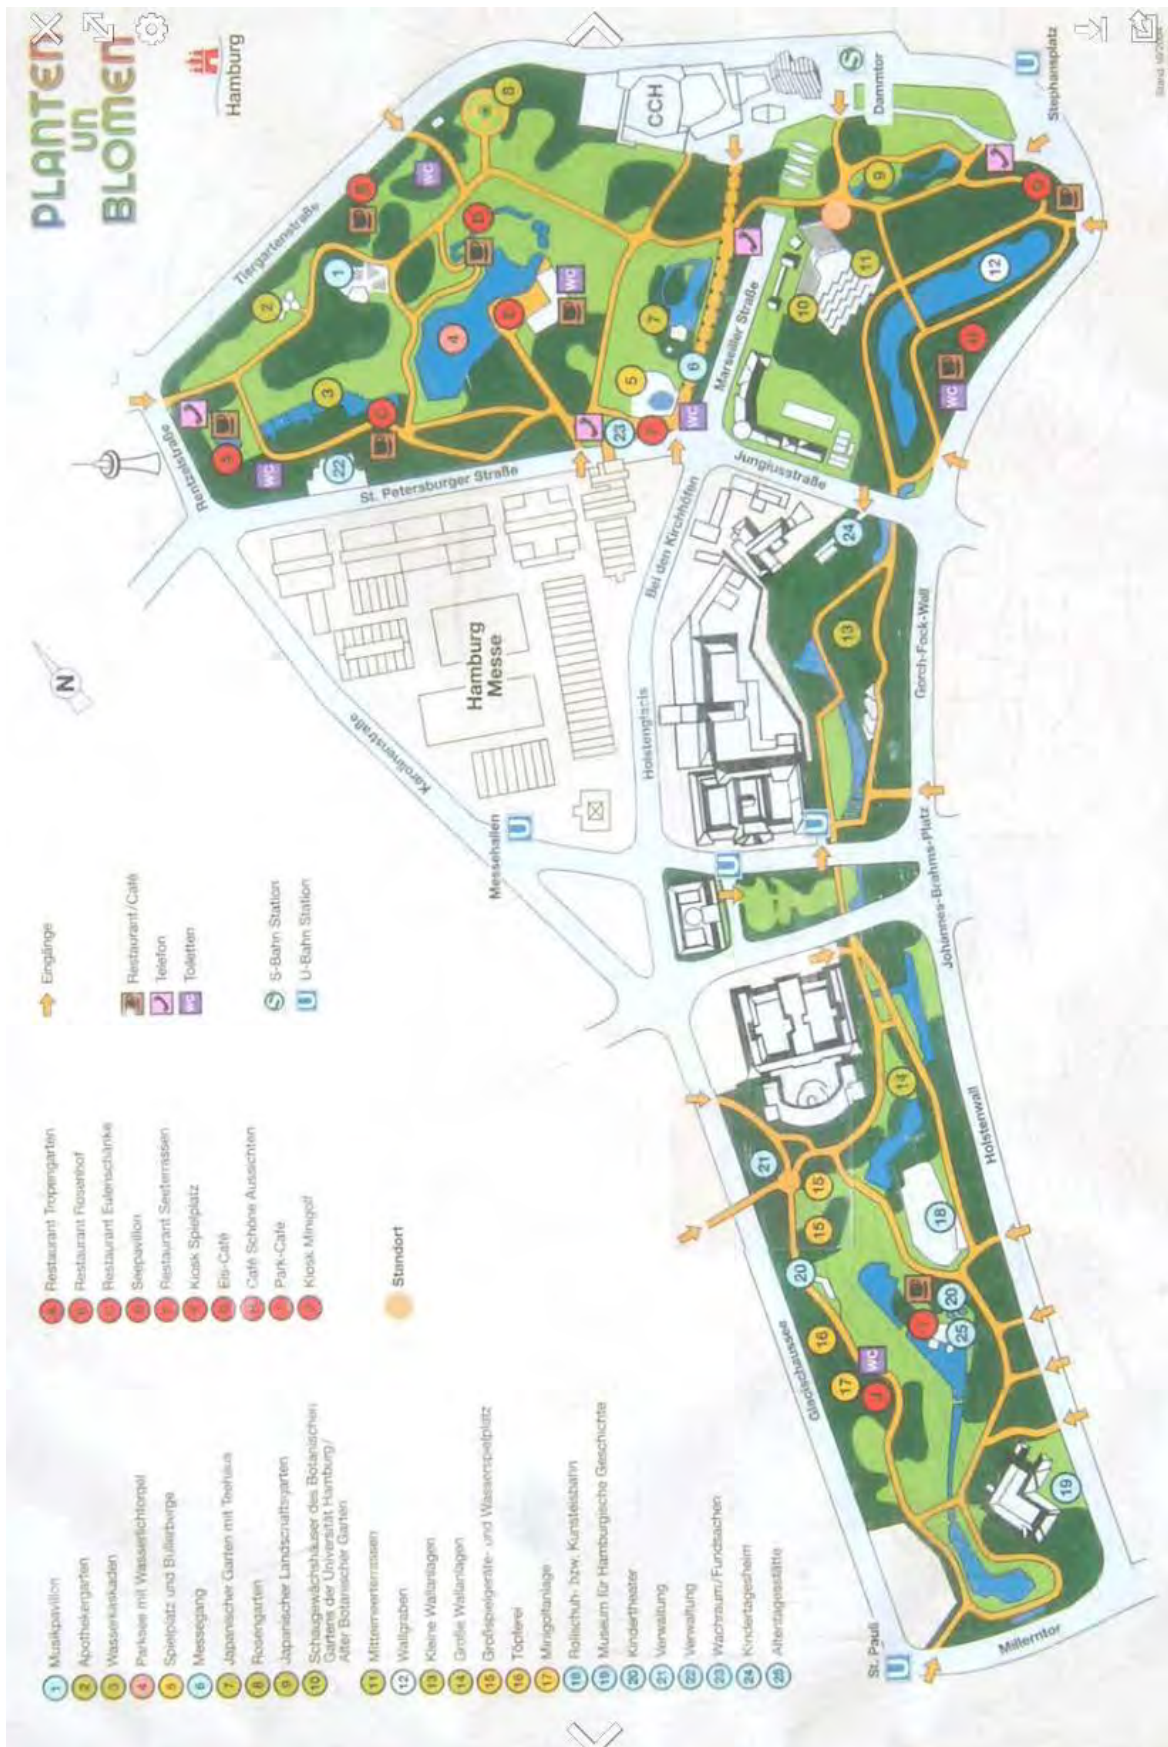 PLANTEN
UN
BLOMEN
Hamburg
Stand: 10/2004
Tiergartenstraße
Rentzelstraße
St. Petersburger Straße
Marseiller Straße
Jungiusstraße
Bei den Kirchhöfen
Holstenglacis
Karolinenstraße
Gorch-Fock-Wall
Johannes-Brahms-Platz
Holstenwall
Glacischaussee
Millerntor
CCH
Hamburg
Messe
Dammtor
Stephansplatz
Messehallen
St. Pauli
N
Eingänge
Restaurant/Café
Telefon
WC Toiletten
S S-Bahn Station
U U-Bahn Station
A Restaurant Tropengarten
B Restaurant Rosenhof
C Restaurant Eulenschänke
D Seepavillon
E Restaurant Seeterrassen
F Kiosk Spielplatz
G Eis-Café
H Café Schöne Aussichten
I Park-Café
J Kiosk Minigolf
Standort
1 Musikpavillon
2 Apothekergarten
3 Wasserkaskaden
4 Parksee mit Wasserlichtorgel
5 Spielplatz und Bullerberge
6 Messegang
7 Japanischer Garten mit Teehaus
8 Rosengarten
9 Japanischer Landschaftsgarten
10 Schaugewächshäuser des Botanischen
Gartens der Universität Hamburg/
Alter Botanischer Garten
11 Mittelmeerterrassen
12 Wallgraben
13 Kleine Wallanlagen
14 Große Wallanlagen
15 Großspielgeräte- und Wasserspielplatz
16 Töpferei
17 Minigolfanlage
18 Rollschuh- bzw. Kunsteisbahn
19 Museum für Hamburgische Geschichte
20 Kindertheater
21 Verwaltung
22 Verwaltung
23 Wachraum/Fundsachen
24 Kindertagesheim
25 Altentagesstätte